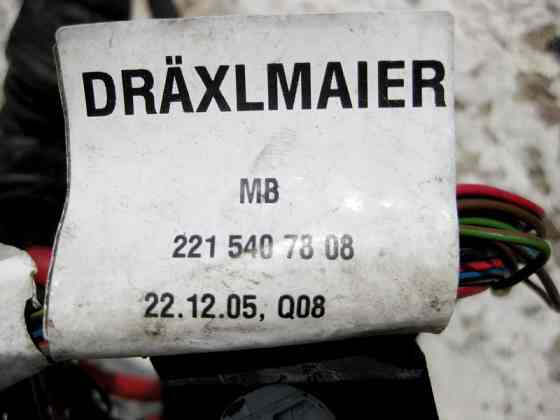 DRÄXLMAIER
MB
221 540 78 08
22.12.05, Q08